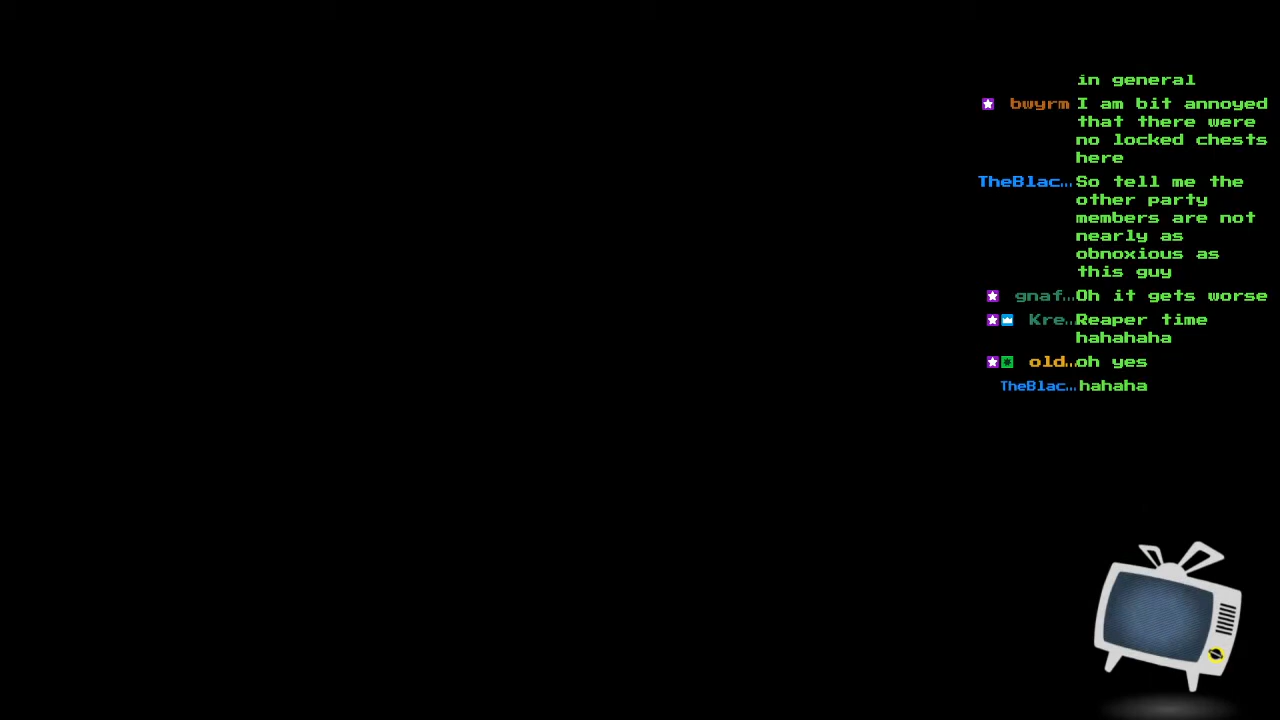 in general
bwyrm I am bit annoyed
that there were
no locked chests
here
TheBlac… So tell me the
other party
members are not
nearly as
obnoxious as
this guy
gnaf… Oh it gets worse
Kre… Reaper time
hahahaha
old… oh yes
TheBlac… hahaha